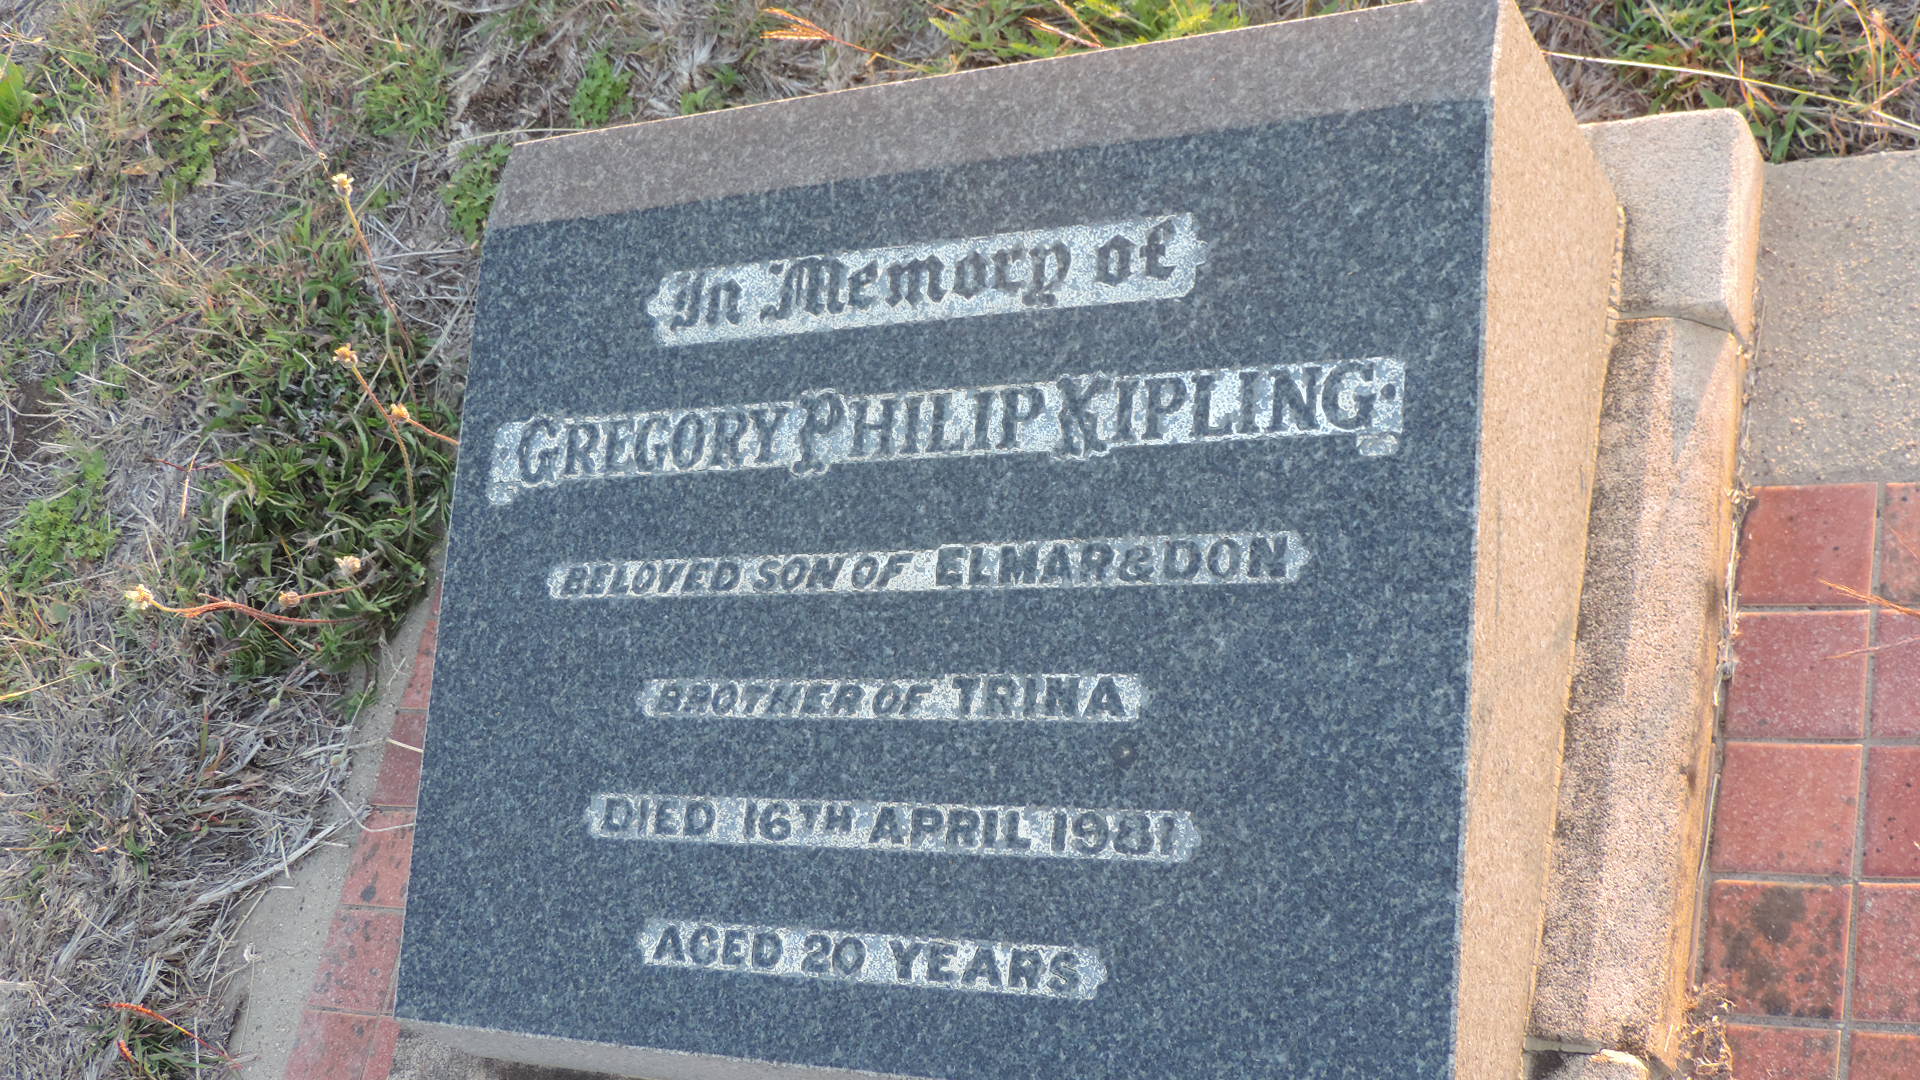 In Memory of
GREGORY PHILIP KIPLING.
BELOVED SON OF ELMAR & DON
BROTHER OF TRINA
DIED 16TH APRIL 1981
AGED 20 YEARS